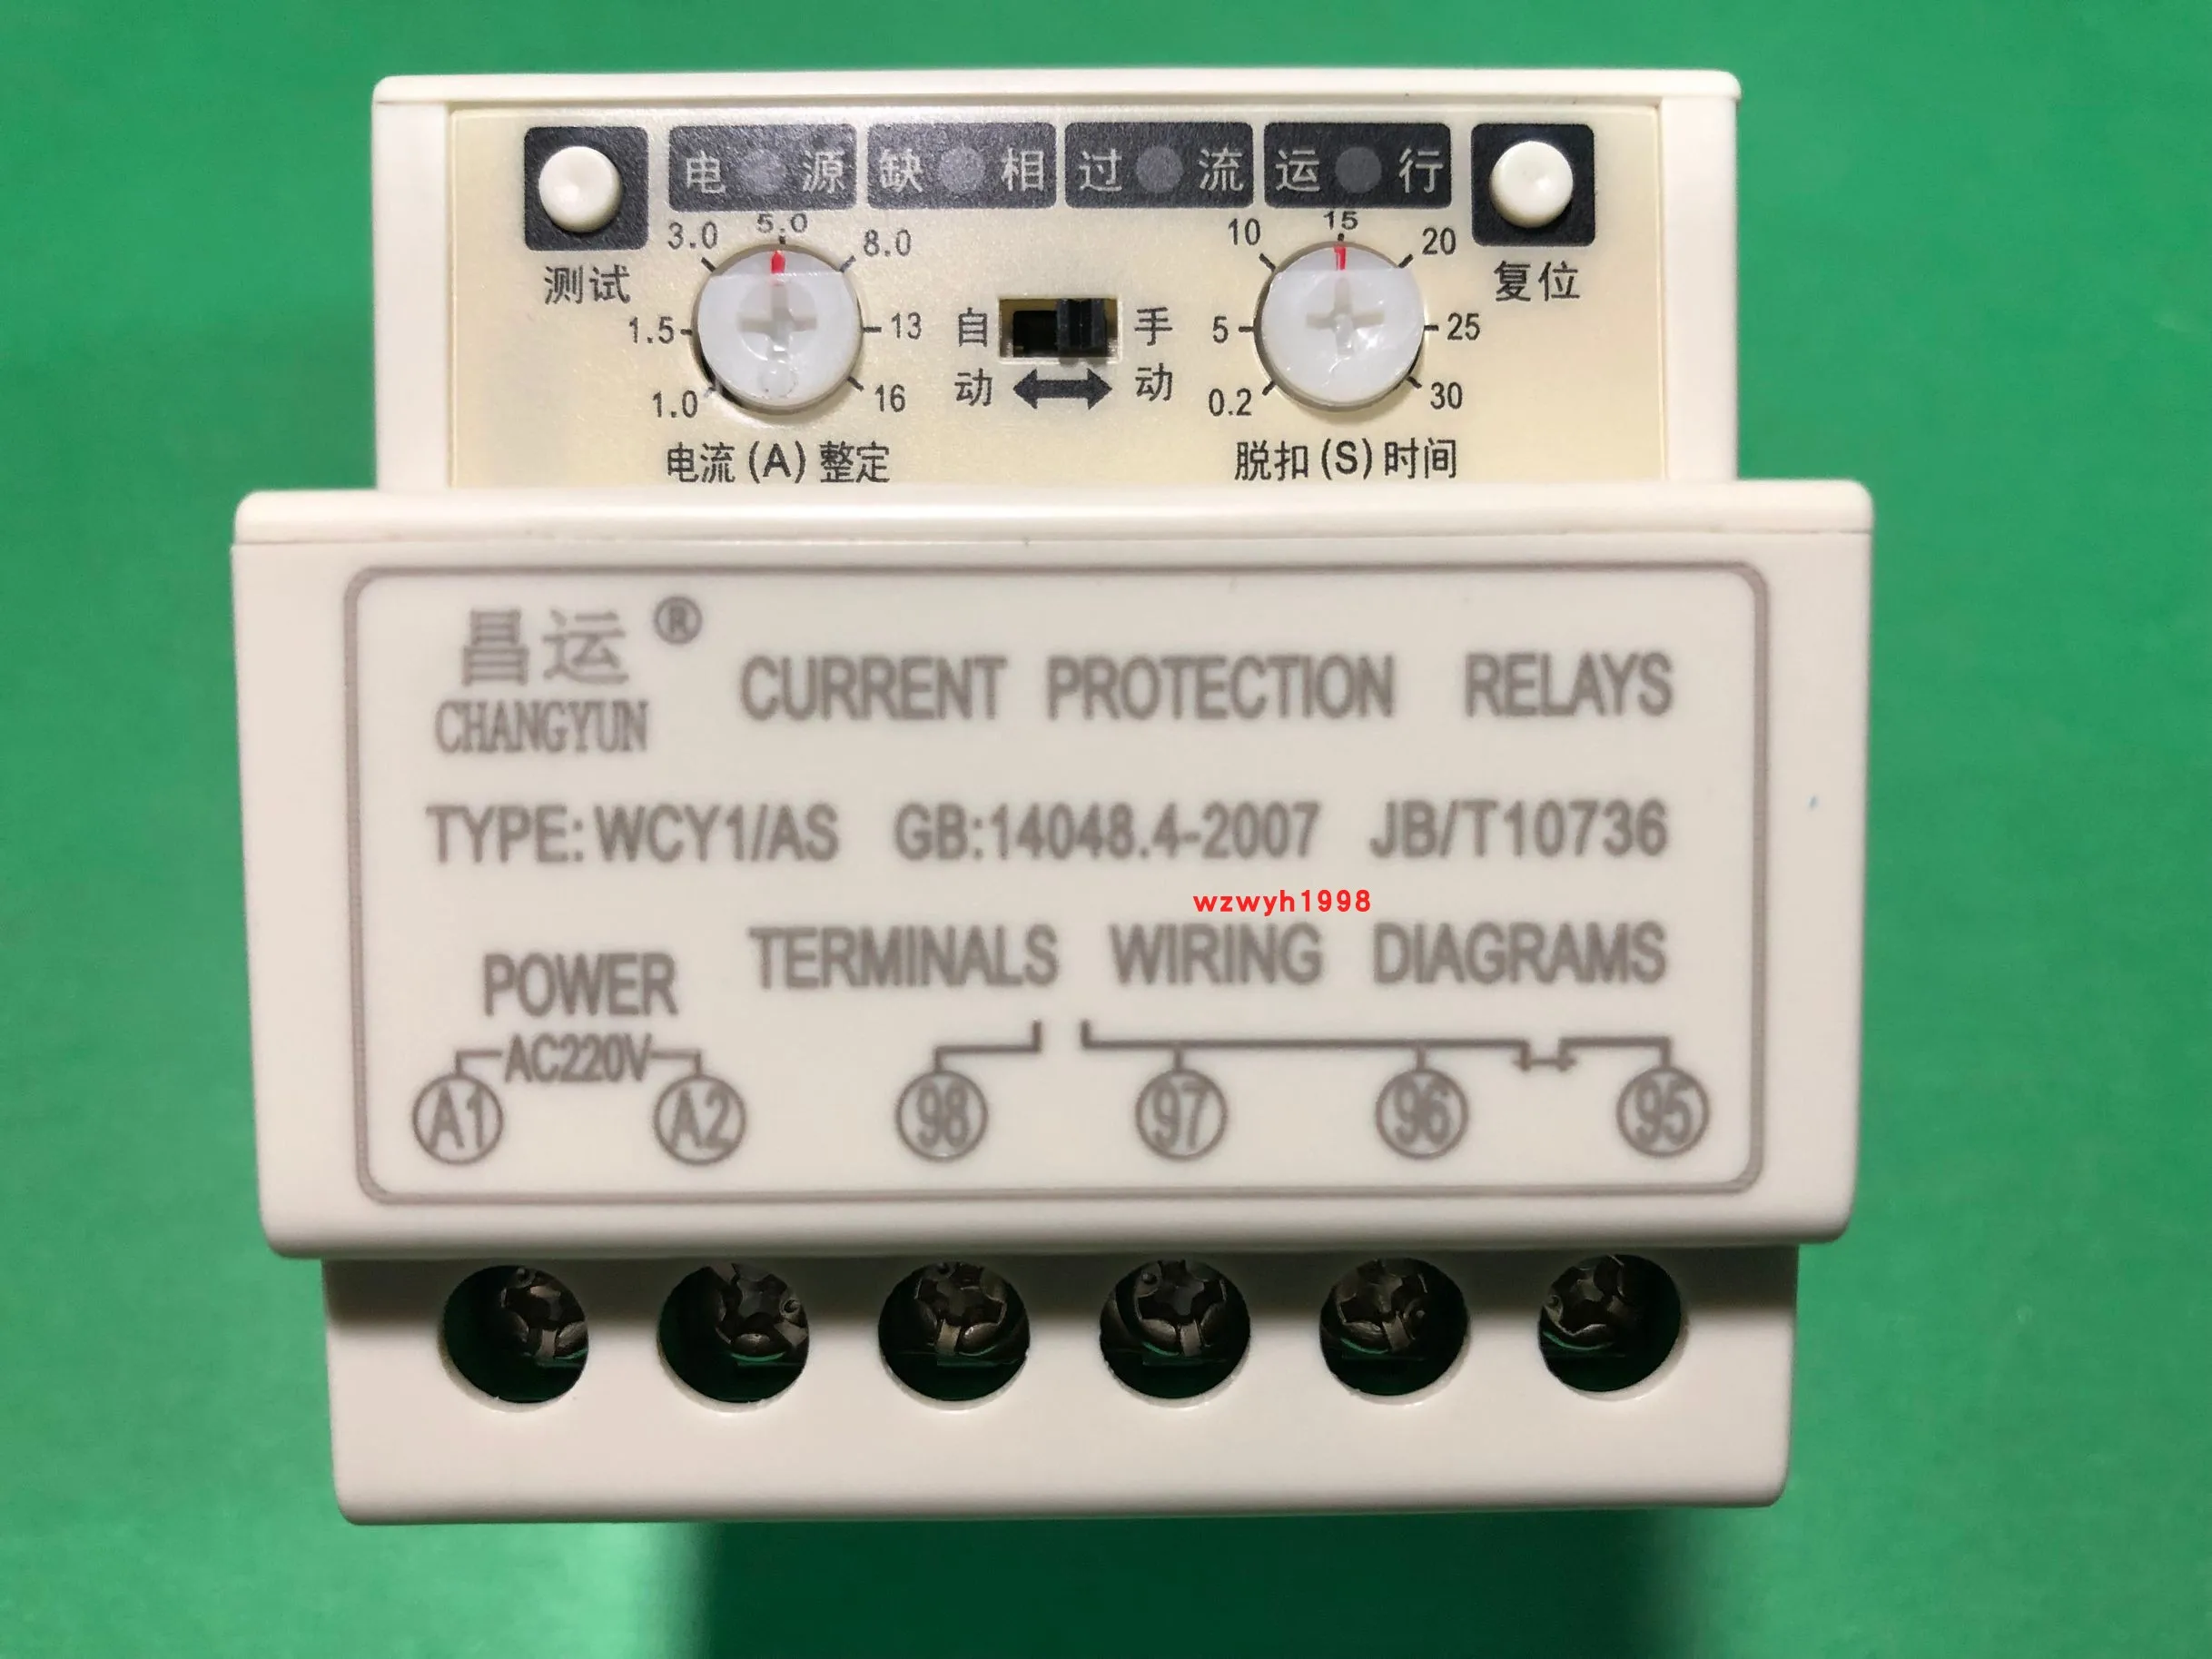 电 源 缺 相 过 流 运 行
测试
3.0 5.0 8.0
1.5 13
1.0 16
电流(A)整定
自动 手动
10 15 20
5 25
0.2 30
脱扣(S)时间
复位
昌运®
CHANGYUN
CURRENT PROTECTION RELAYS
TYPE:WCY1/AS GB:14048.4-2007 JB/T10736
wzwyh1998
POWER TERMINALS WIRING DIAGRAMS
AC220V
A1 A2 98 97 96 95